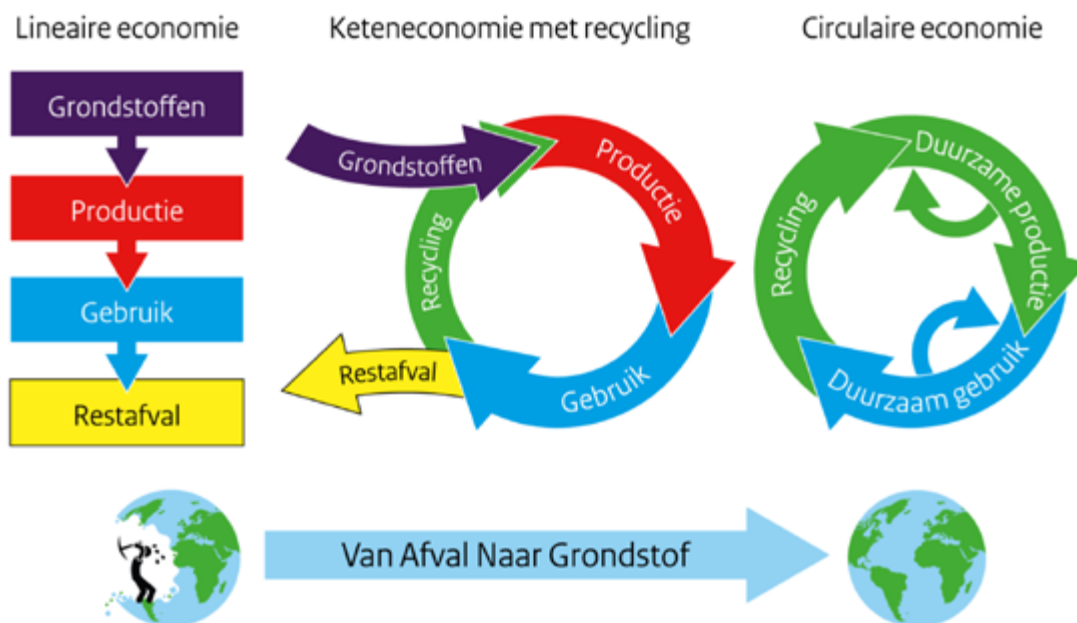 Lineaire economie
Grondstoffen
Productie
Gebruik
Restafval
Keteneconomie met recycling
Grondstoffen
Productie
Recycling
Restafval
Gebruik
Circulaire economie
Duurzame productie
Recycling
Duurzaam gebruik
Van Afval Naar Grondstof